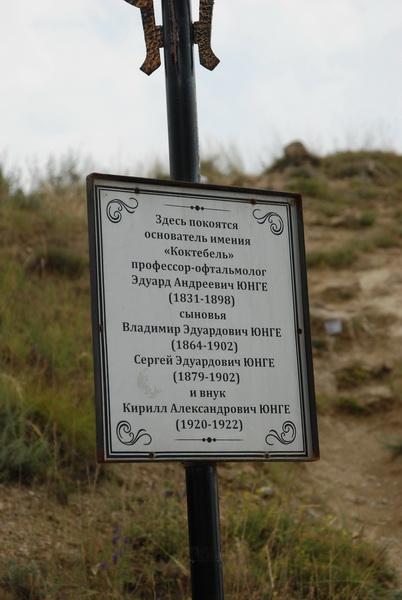 Здесь покоятся
основатель имения
«Коктебель»
профессор-офтальмолог
Эдуард Андреевич ЮНГЕ
(1831-1898)
сыновья
Владимир Эдуардович ЮНГЕ
(1864-1902)
Сергей Эдуардович ЮНГЕ
(1879-1902)
и внук
Кирилл Александрович ЮНГЕ
(1920-1922)